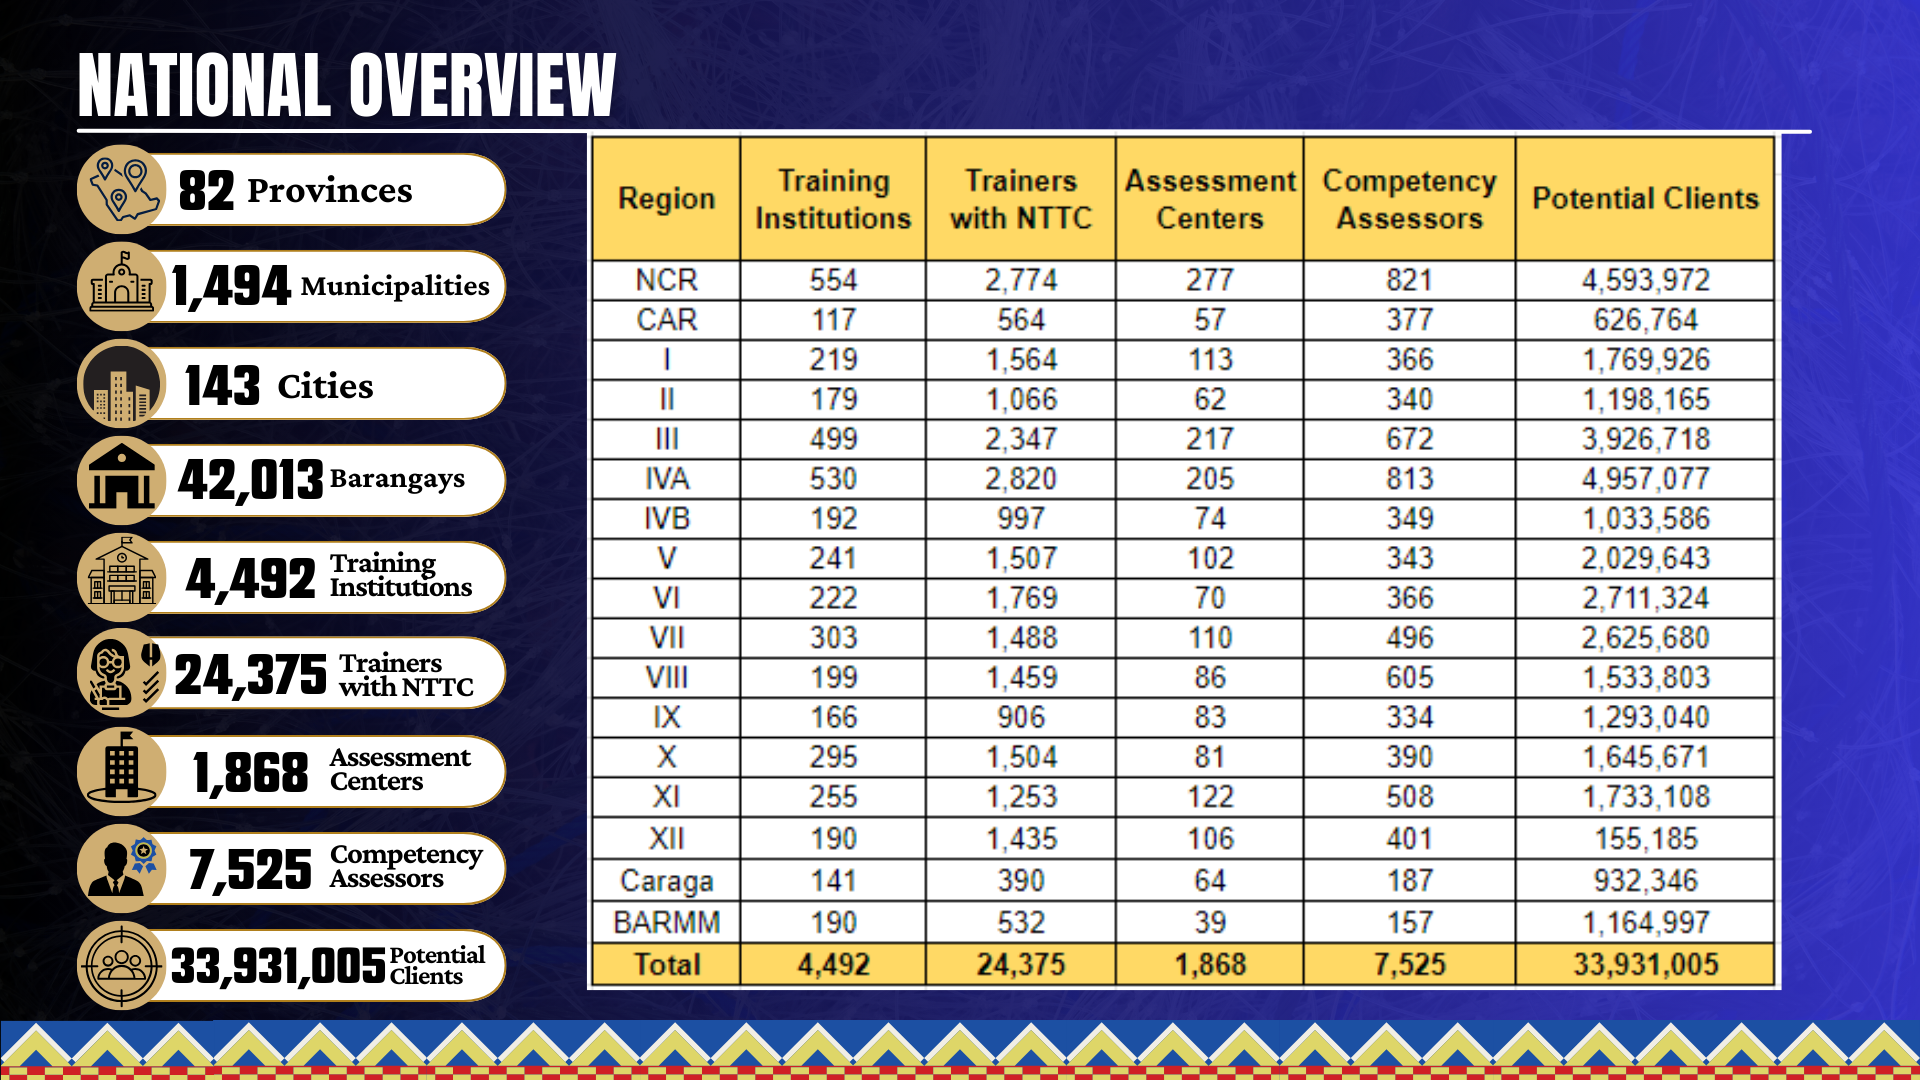 NATIONAL OVERVIEW
82 Provinces
1,494 Municipalities
143 Cities
42,013 Barangays
4,492 Training Institutions
24,375 Trainers with NTTC
1,868 Assessment Centers
7,525 Competency Assessors
33,931,005 Potential Clients
Region Training Institutions Trainers with NTTC Assessment Centers Competency Assessors Potential Clients
NCR 554 2,774 277 821 4,593,972
CAR 117 564 57 377 626,764
I 219 1,564 113 366 1,769,926
II 179 1,066 62 340 1,198,165
III 499 2,347 217 672 3,926,718
IVA 530 2,820 205 813 4,957,077
IVB 192 997 74 349 1,033,586
V 241 1,507 102 343 2,029,643
VI 222 1,769 70 366 2,711,324
VII 303 1,488 110 496 2,625,680
VIII 199 1,459 86 605 1,533,803
IX 166 906 83 334 1,293,040
X 295 1,504 81 390 1,645,671
XI 255 1,253 122 508 1,733,108
XII 190 1,435 106 401 155,185
Caraga 141 390 64 187 932,346
BARMM 190 532 39 157 1,164,997
Total 4,492 24,375 1,868 7,525 33,931,005